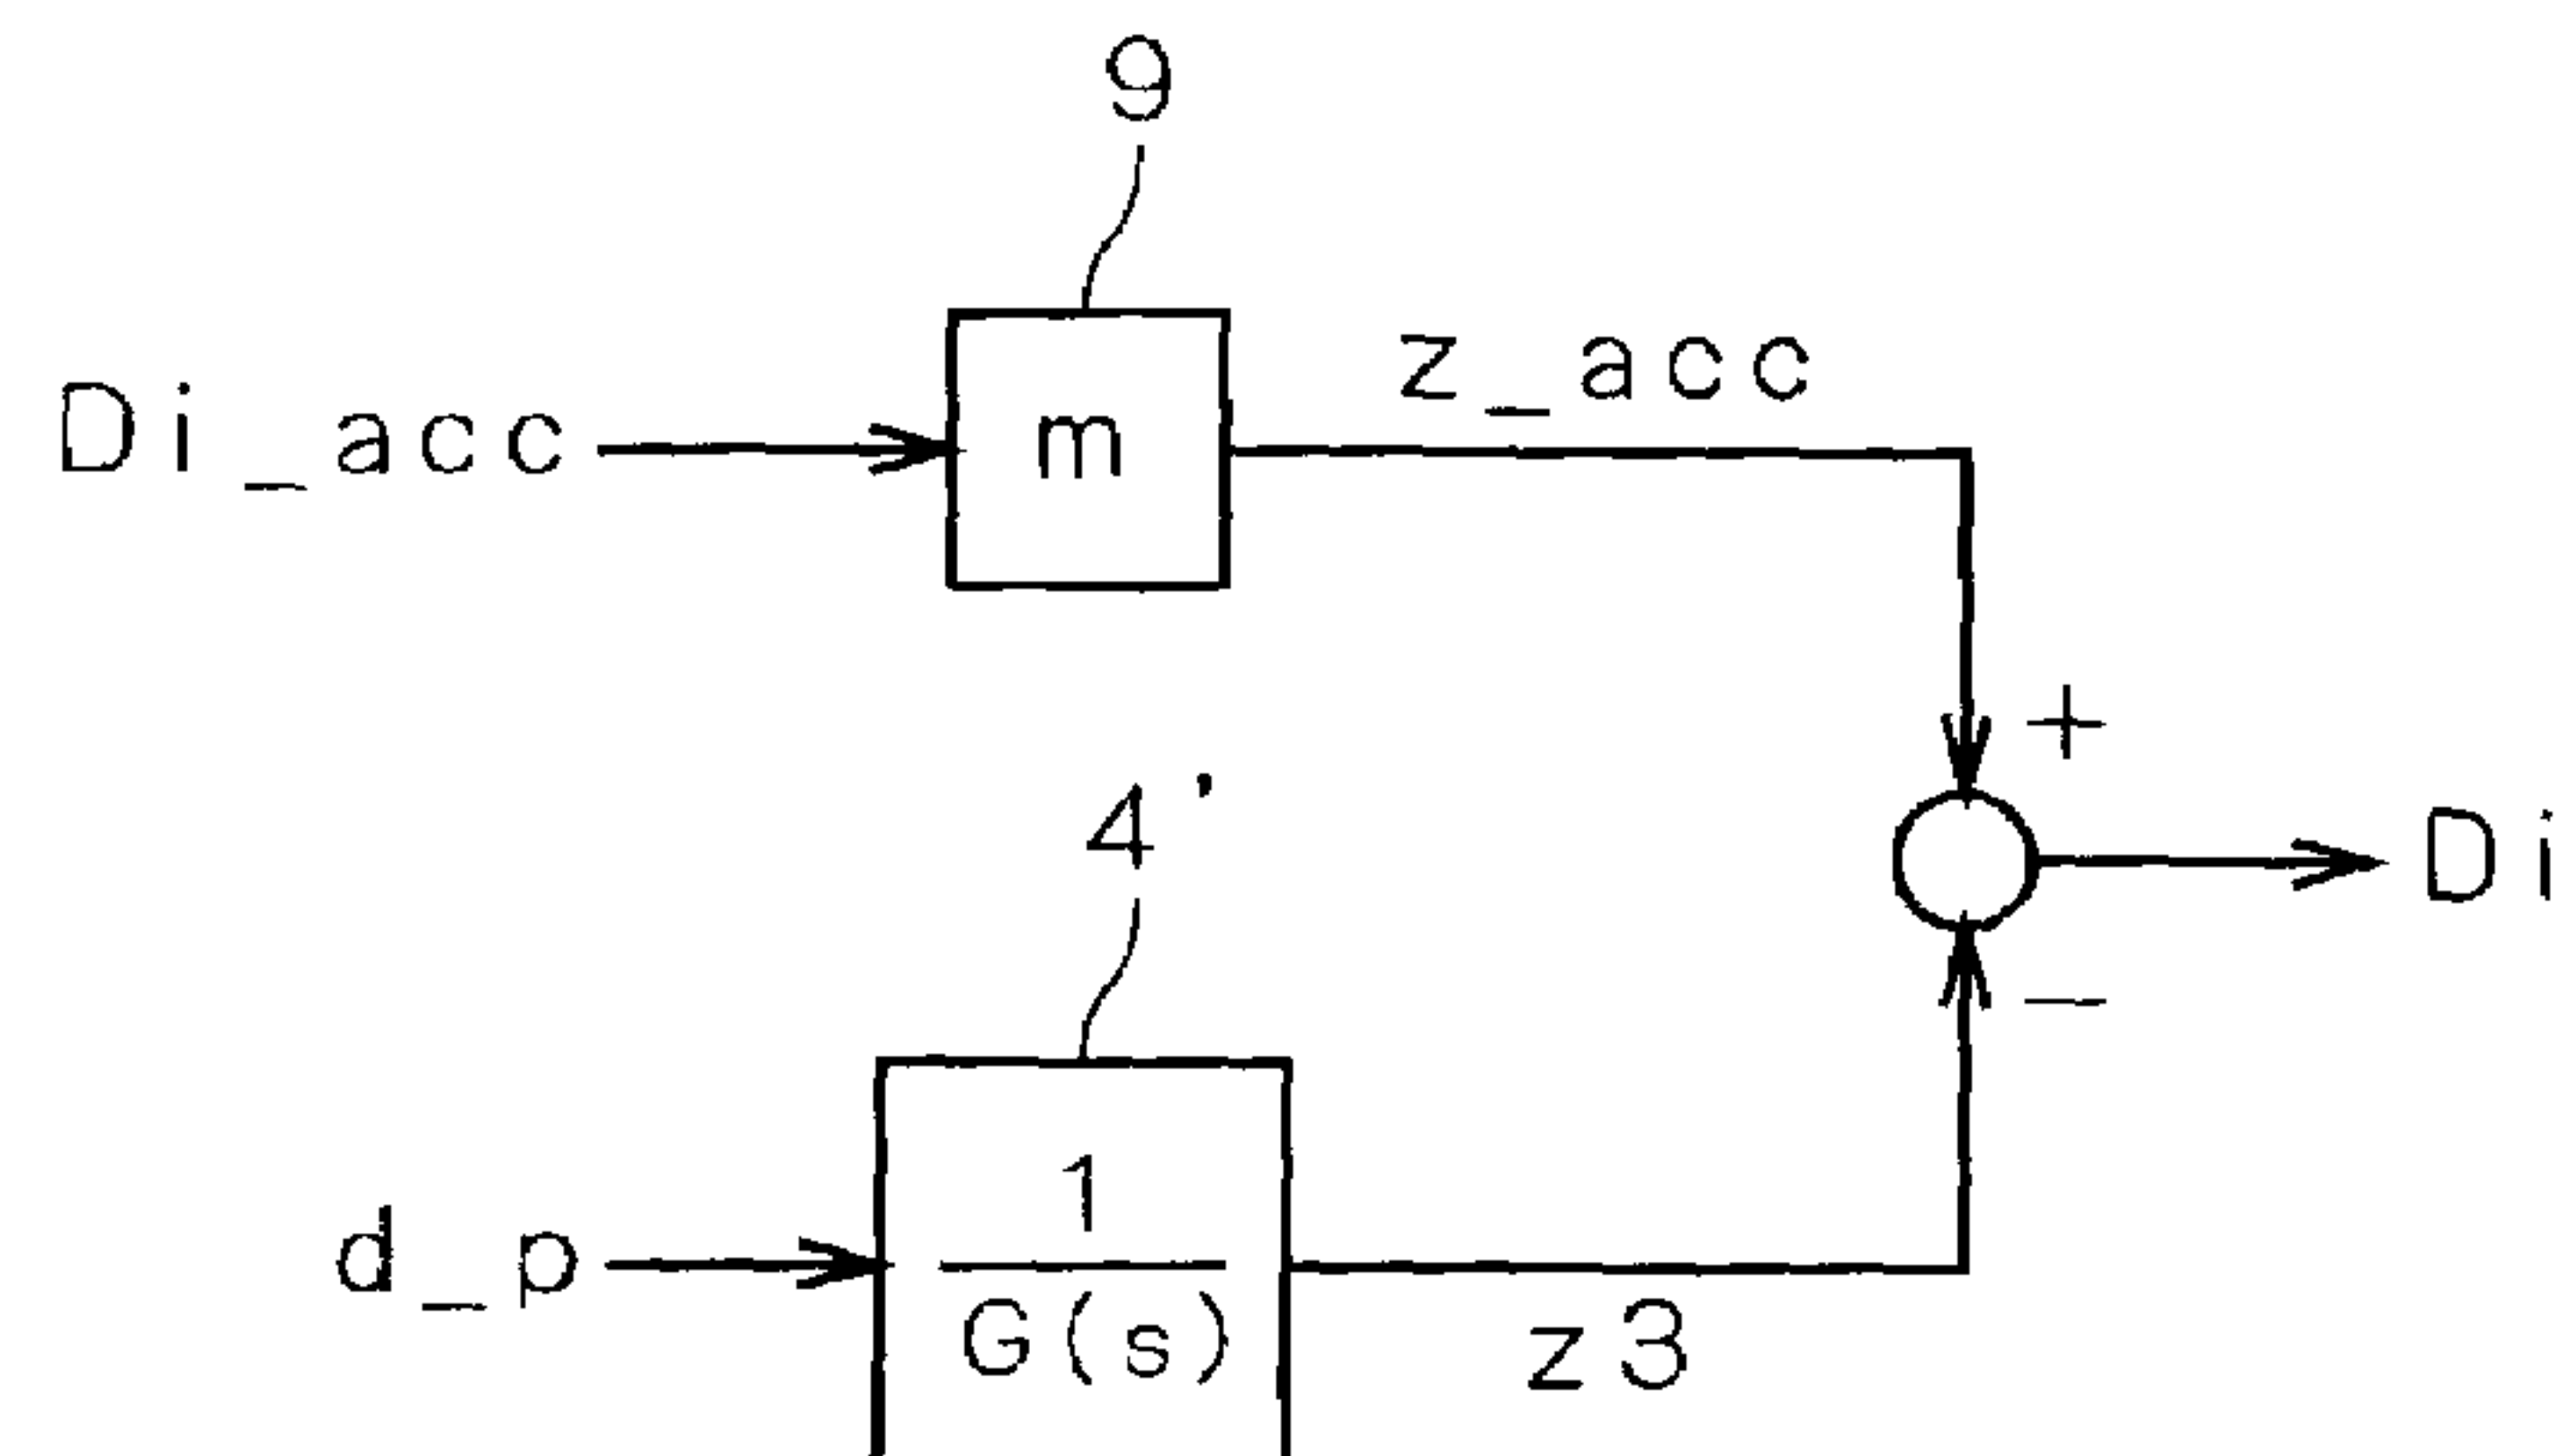 9
Di_acc
m
z_acc
+
4'
Di
−
d_p
1
G(s)
z3